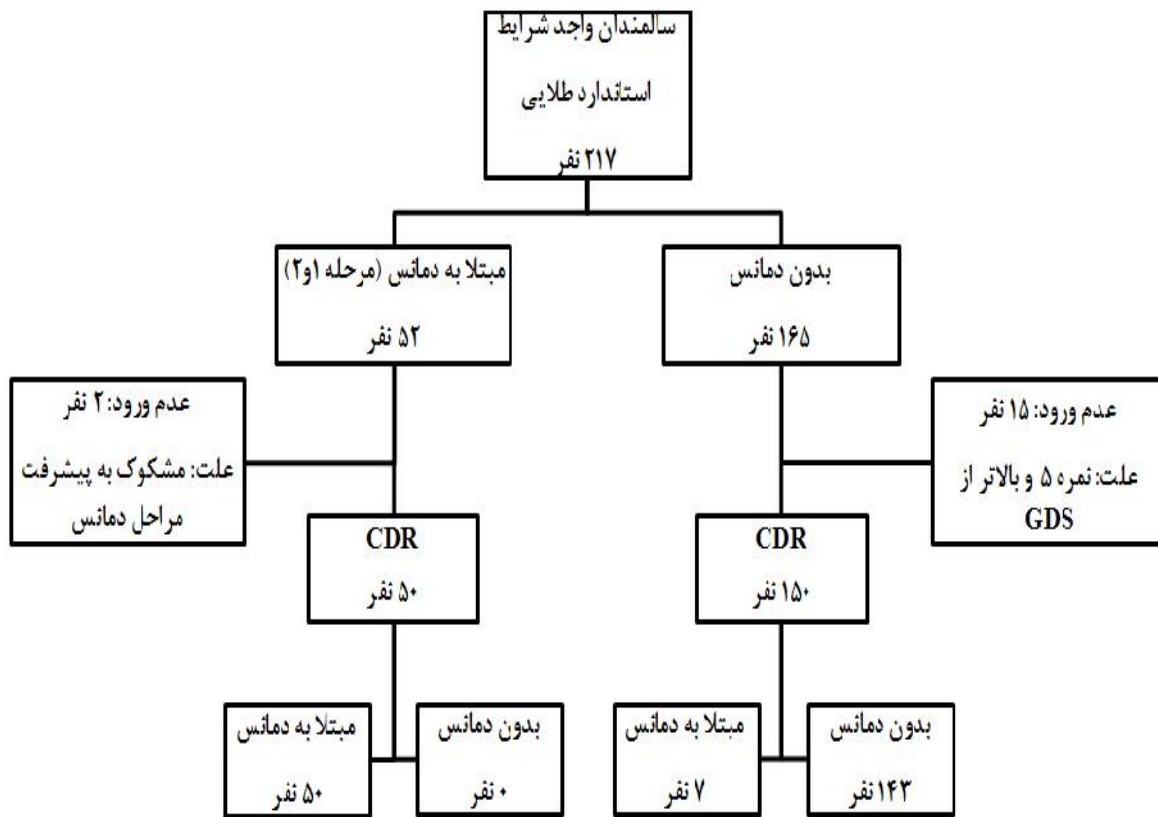 سالمندان واجد شرایط
استاندارد طلایی
۲۱۷ نفر
بدون دمانس
۱۶۵ نفر
مبتلا به دمانس (مرحله ۱و۲)
۵۲ نفر
عدم ورود: ۱۵ نفر
علت: نمره ۵ و بالاتر از
GDS
عدم ورود: ۲ نفر
علت: مشکوک به پیشرفت
مراحل دمانس
CDR
۱۵۰ نفر
CDR
۵۰ نفر
بدون دمانس
۱۴۳ نفر
مبتلا به دمانس
۷ نفر
بدون دمانس
۰ نفر
مبتلا به دمانس
۵۰ نفر